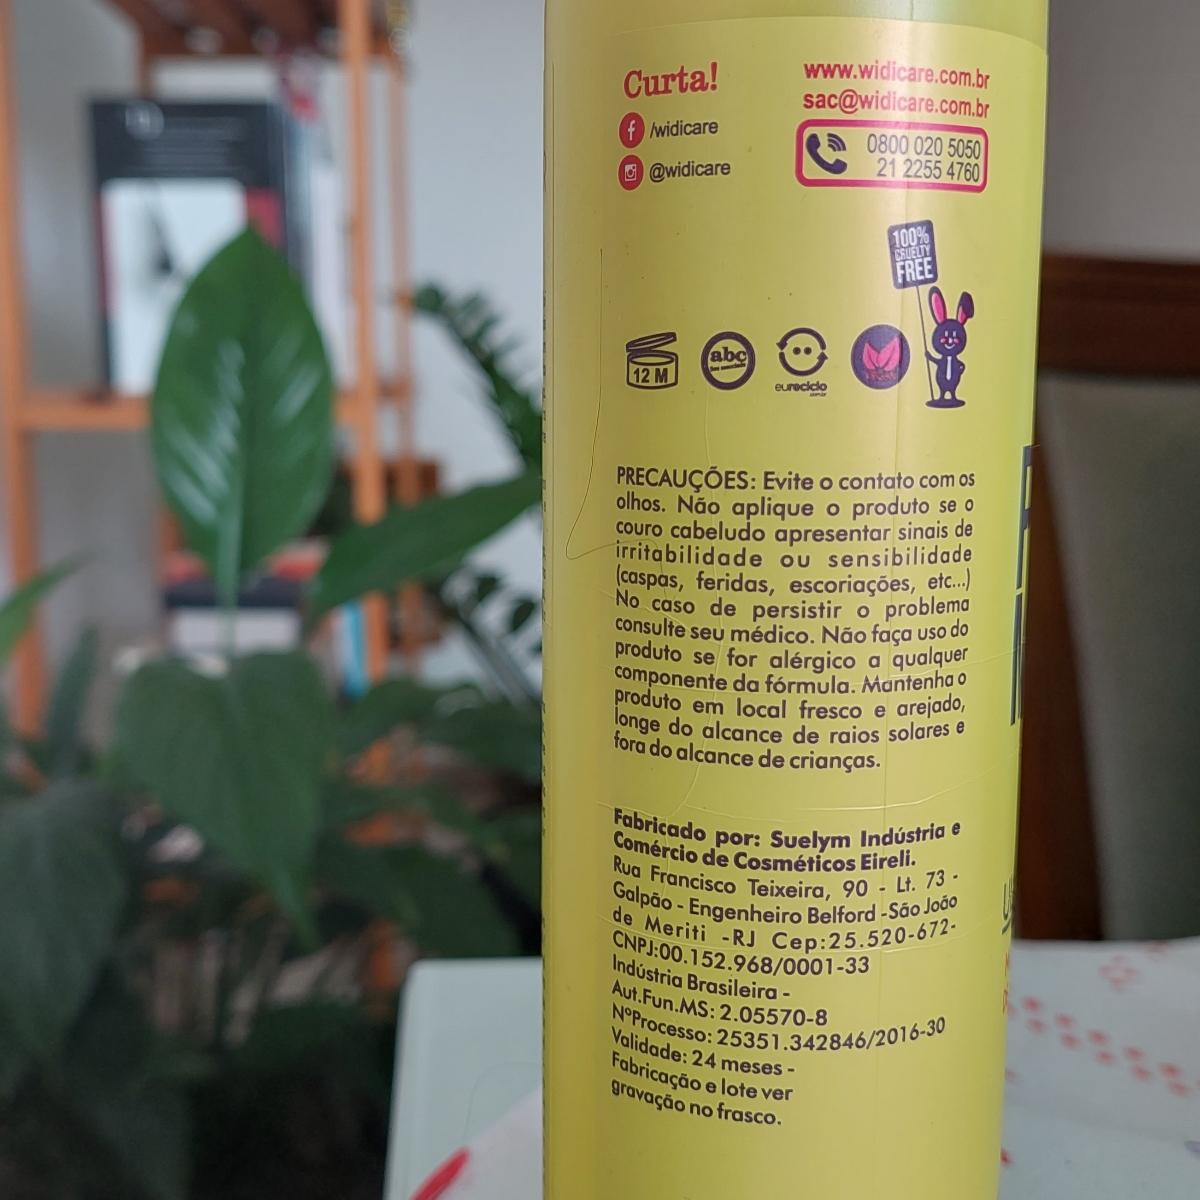 Curta!
/widicare
@widicare
www.widicare.com.br
sac@widicare.com.br
0800 020 5050
21 2255 4760
100%
CRUELTY
FREE
12 M
abc
eureciclo
.com.br
PRECAUÇÕES: Evite o contato com os
olhos. Não aplique o produto se o
couro cabeludo apresentar sinais de
irritabilidade ou sensibilidade
(caspas, feridas, escoriações, etc...)
No caso de persistir o problema
consulte seu médico. Não faça uso do
produto se for alérgico a qualquer
componente da fórmula. Mantenha o
produto em local fresco e arejado,
longe do alcance de raios solares e
fora do alcance de crianças.
Fabricado por: Suelym Indústria e
Comércio de Cosméticos Eireli.
Rua Francisco Teixeira, 90 - Lt. 73 -
Galpão - Engenheiro Belford -São João
de Meriti -RJ Cep:25.520-672-
CNPJ:00.152.968/0001-33
Indústria Brasileira -
Aut.Fun.MS: 2.05570-8
NºProcesso: 25351.342846/2016-30
Validade: 24 meses -
Fabricação e lote ver
gravação no frasco.